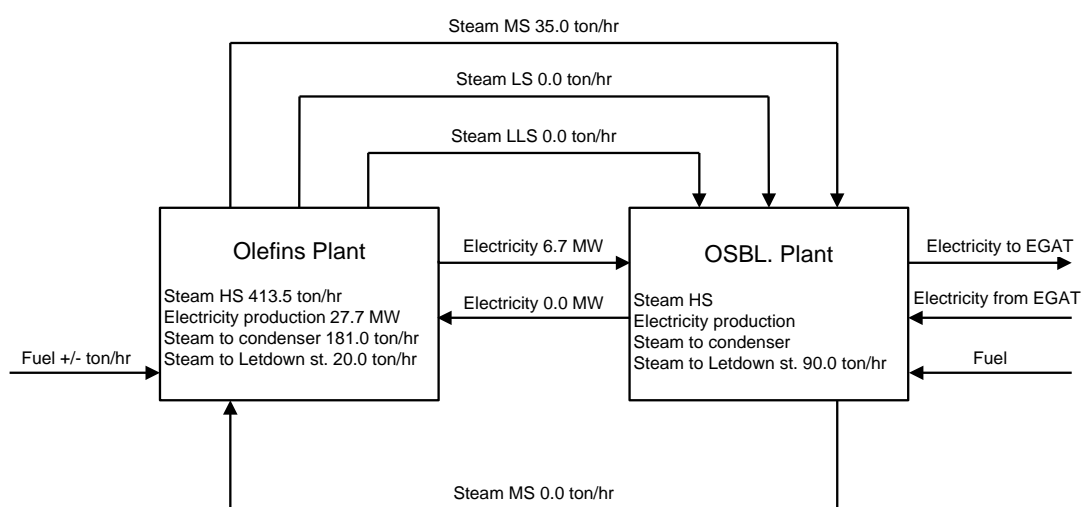 Steam MS 35.0 ton/hr
Steam LS 0.0 ton/hr
Steam LLS 0.0 ton/hr
Olefins Plant
Steam HS 413.5 ton/hr
Electricity production 27.7 MW
Steam to condenser 181.0 ton/hr
Steam to Letdown st. 20.0 ton/hr
Fuel +/- ton/hr
Electricity 6.7 MW
Electricity 0.0 MW
OSBL. Plant
Steam HS
Electricity production
Steam to condenser
Steam to Letdown st. 90.0 ton/hr
Electricity to EGAT
Electricity from EGAT
Fuel
Steam MS 0.0 ton/hr